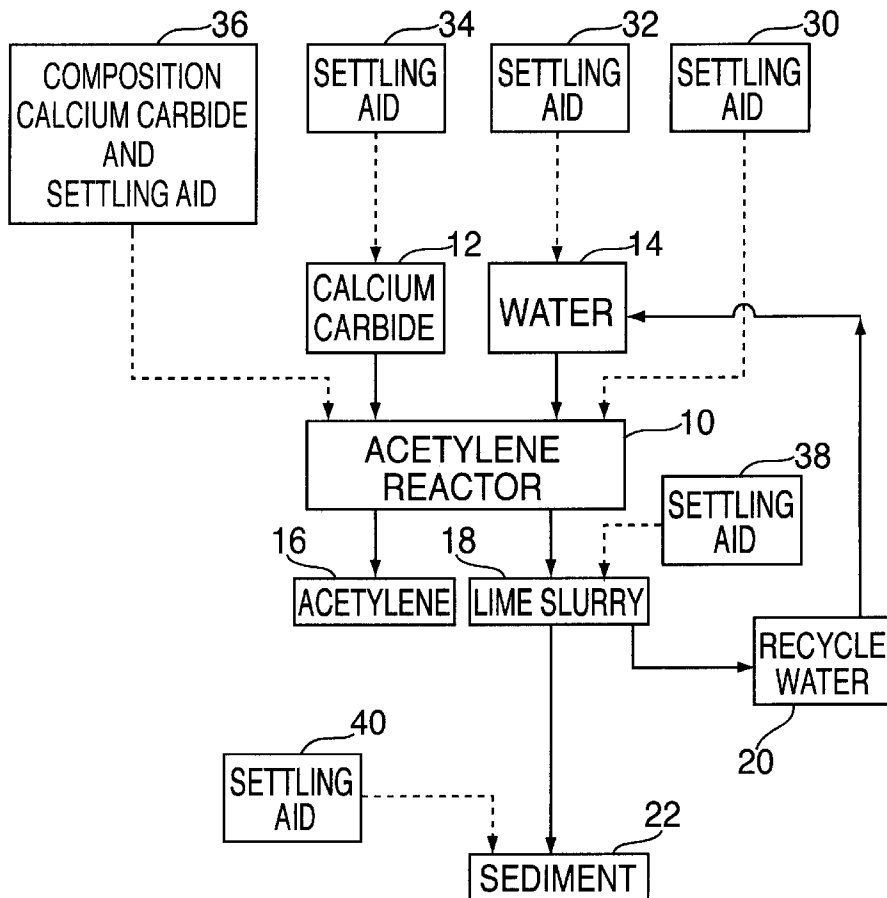 36
34
32
30
COMPOSITION
CALCIUM CARBIDE
AND
SETTLING AID
SETTLING
AID
SETTLING
AID
SETTLING
AID
12
14
CALCIUM
CARBIDE
WATER
10
ACETYLENE
REACTOR
38
SETTLING
AID
16
18
ACETYLENE
LIME SLURRY
RECYCLE
WATER
20
40
SETTLING
AID
22
SEDIMENT